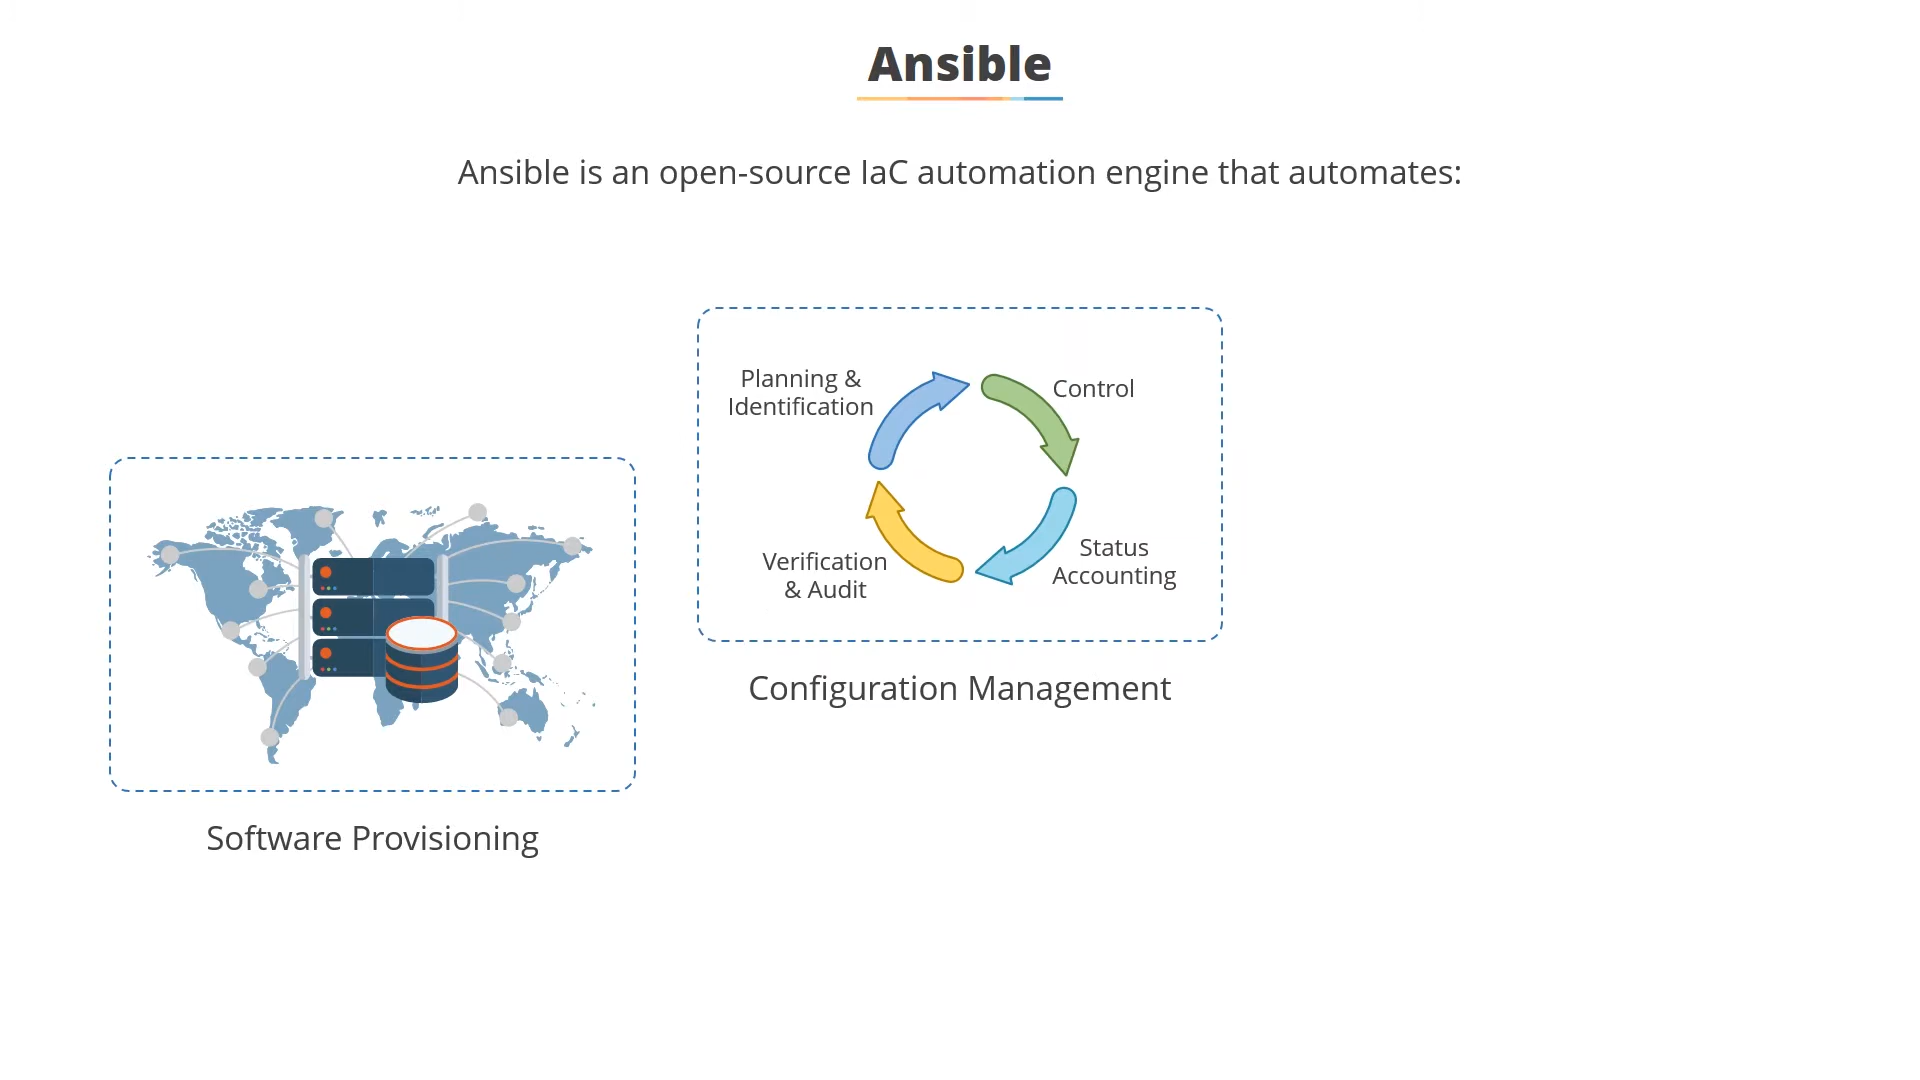 Ansible
Ansible is an open-source IaC automation engine that automates:
Planning &
Identification
Control
Status
Accounting
Verification
& Audit
Configuration Management
Software Provisioning